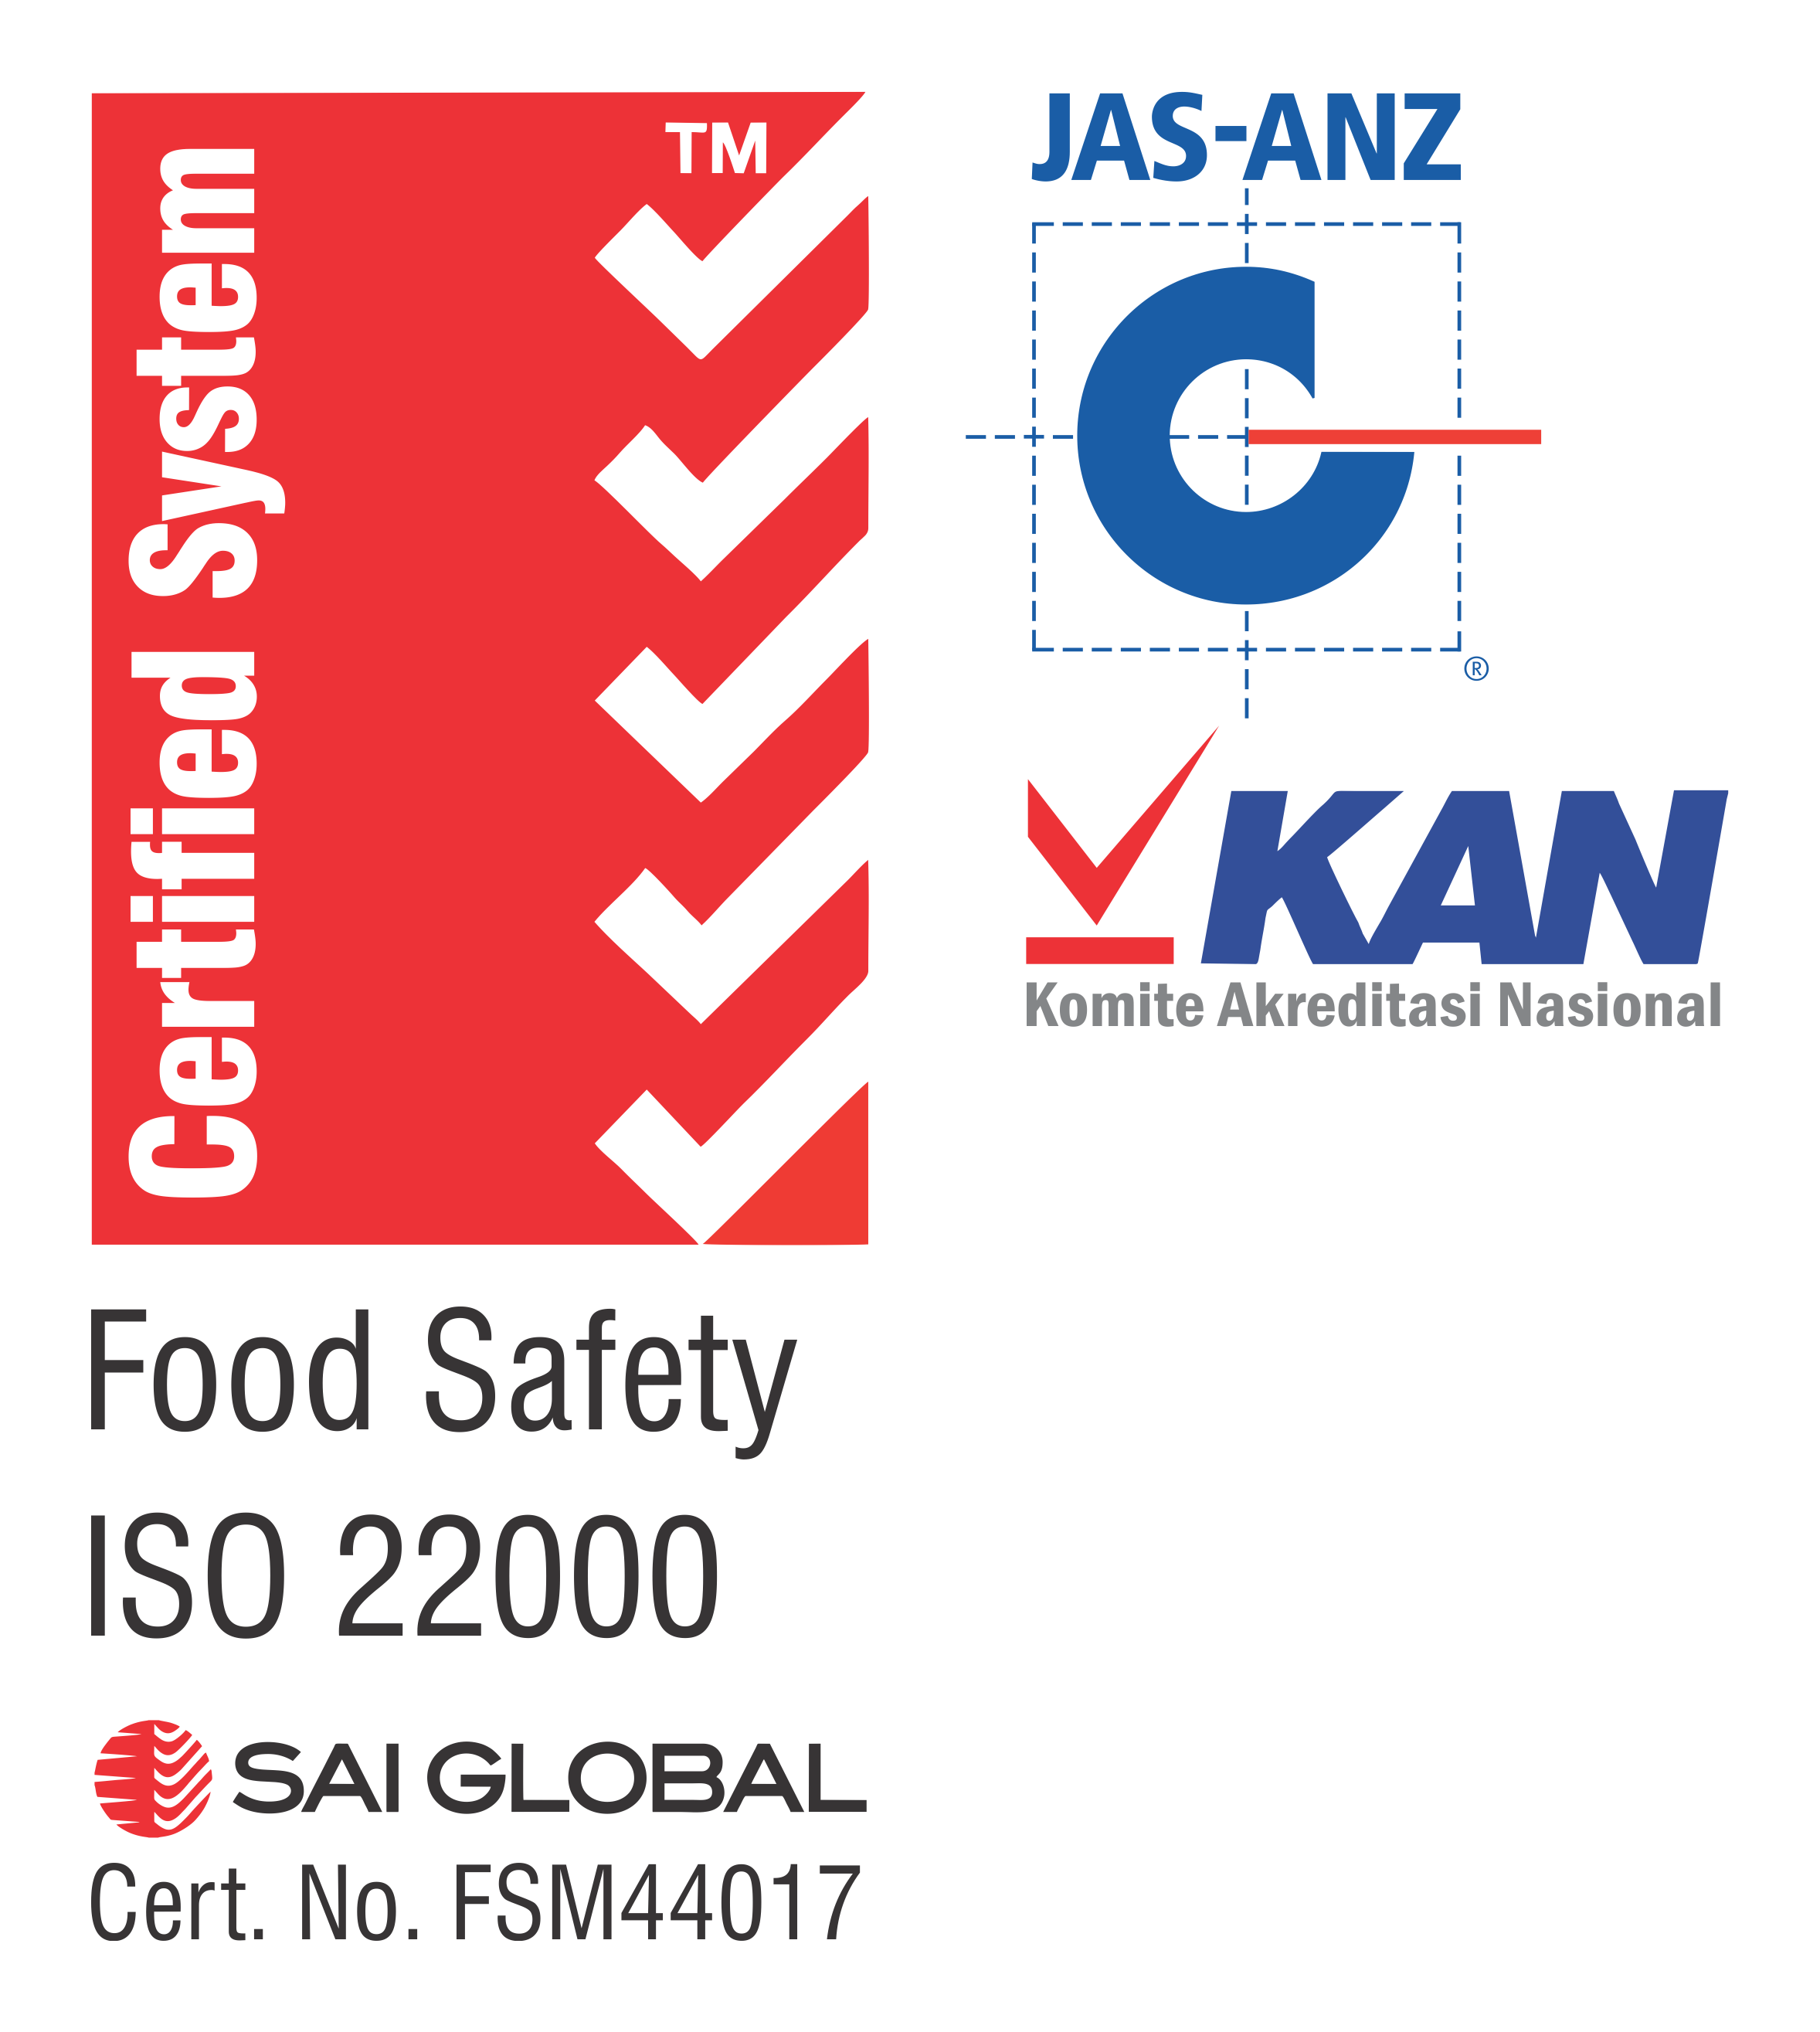 Certified System
TM
JAS-ANZ
®
KAN
Komite Akreditasi Nasional
Food Safety
ISO 22000
SAI GLOBAL
Cert. No. FSM44017